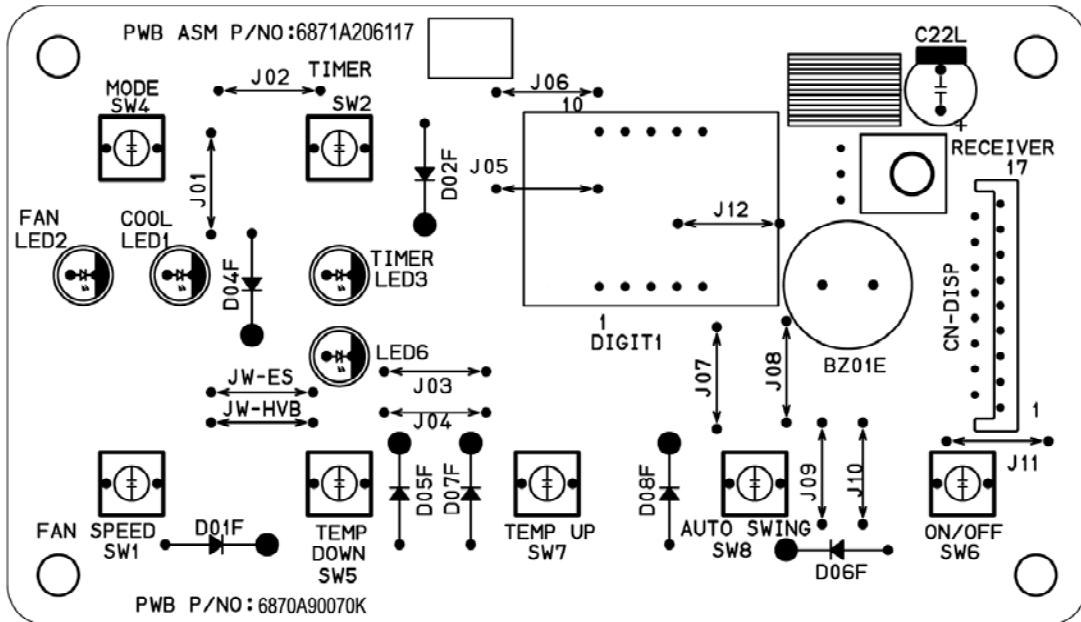 PWB ASM P/NO:6871A206117
C22L
+
J02
TIMER
SW2
MODE
SW4
J06
10
RECEIVER
17
J01
D02F
J05
J12
FAN
LED2
COOL
LED1
D04F
TIMER
LED3
CN-DISP
1
DIGIT1
LED6
J07
J08
BZ01E
JW-ES
J03
JW-HVB
J04
1
J11
D05F
D07F
D08F
J09
J10
FAN SPEED
SW1
D01F
TEMP
DOWN
SW5
TEMP UP
SW7
AUTO SWING
SW8
D06F
ON/OFF
SW6
PWB P/NO:6870A90070K